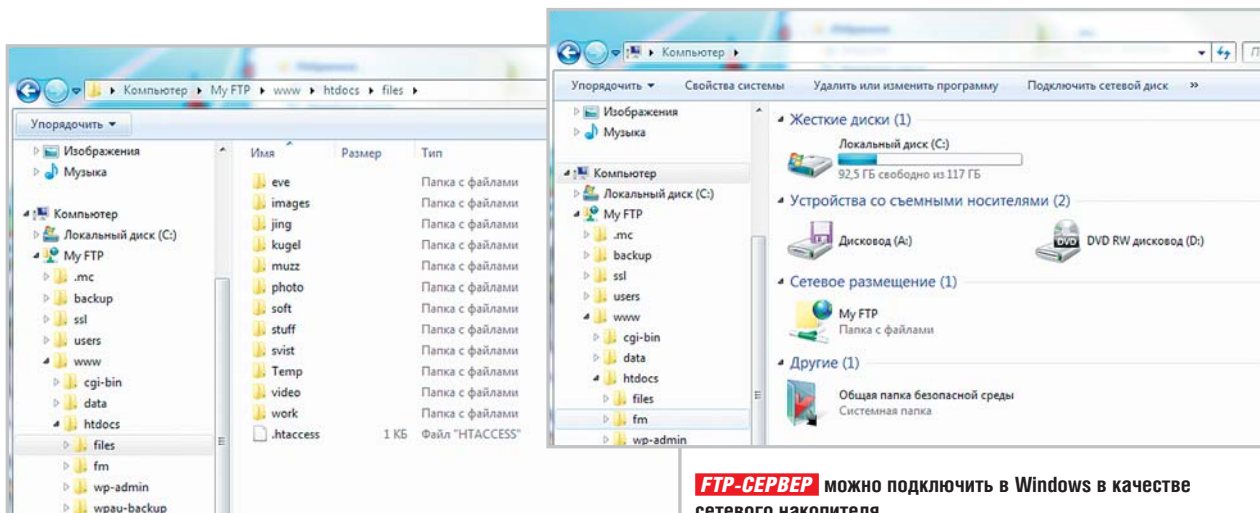 Компьютер My FTP www htdocs files
Упорядочить
Изображения
Музыка
Компьютер
Локальный диск (C:)
My FTP
.mc
backup
ssl
users
www
cgi-bin
data
htdocs
files
fm
wp-admin
wpau-backup
Имя Размер Тип
eve Папка с файлами
images Папка с файлами
jing Папка с файлами
kugel Папка с файлами
muzz Папка с файлами
photo Папка с файлами
soft Папка с файлами
stuff Папка с файлами
svist Папка с файлами
Temp Папка с файлами
video Папка с файлами
work Папка с файлами
.htaccess 1 КБ Файл "HTACCESS"
Компьютер
Упорядочить Свойства системы Удалить или изменить программу Подключить сетевой диск »
Изображения
Музыка
Компьютер
Локальный диск (C:)
My FTP
.mc
backup
ssl
users
www
cgi-bin
data
htdocs
files
fm
wp-admin
Жесткие диски (1)
Локальный диск (C:)
92,5 ГБ свободно из 117 ГБ
Устройства со съемными носителями (2)
Дисковод (A:)
DVD RW дисковод (D:)
Сетевое размещение (1)
My FTP
Папка с файлами
Другие (1)
Общая папка безопасной среды
Системная папка
FTP-СЕРВЕР можно подключить в Windows в качестве
сетевого накопителя